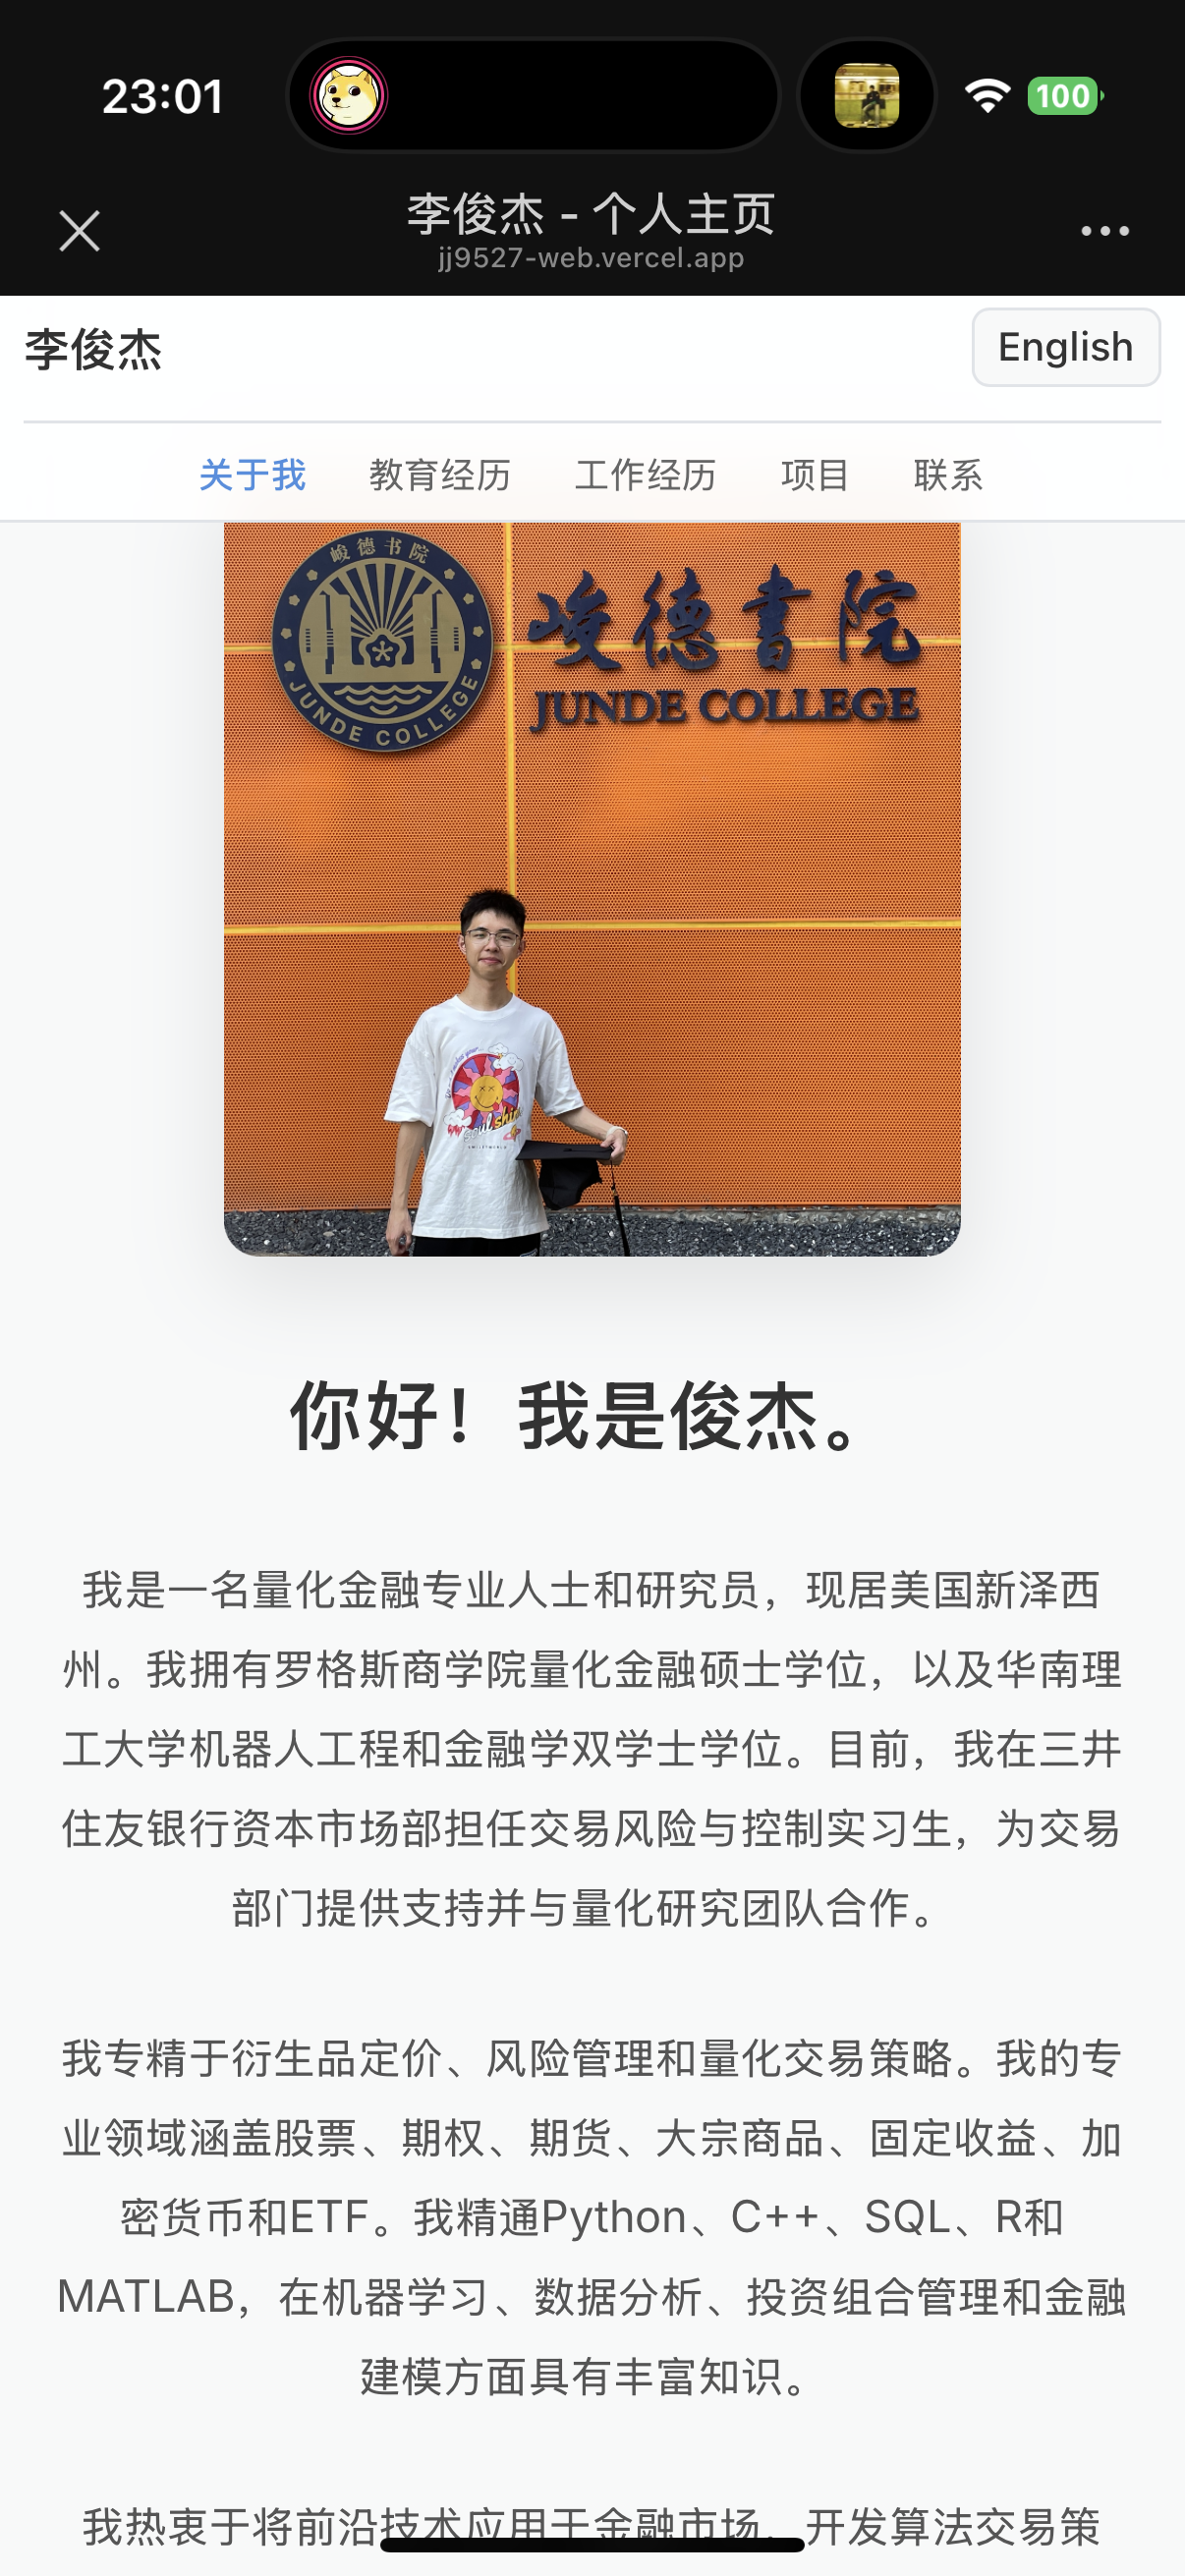 23:01
100
李俊杰 - 个人主页
jj9527-web.vercel.app
李俊杰
English
关于我 教育经历 工作经历 项目 联系
峻德书院
JUNDE COLLEGE
峻德書院
JUNDE COLLEGE
你好！我是俊杰。
我是一名量化金融专业人士和研究员，现居美国新泽西
州。我拥有罗格斯商学院量化金融硕士学位，以及华南理
工大学机器人工程和金融学双学士学位。目前，我在三井
住友银行资本市场部担任交易风险与控制实习生，为交易
部门提供支持并与量化研究团队合作。
我专精于衍生品定价、风险管理和量化交易策略。我的专
业领域涵盖股票、期权、期货、大宗商品、固定收益、加
密货币和ETF。我精通Python、C++、SQL、R和
MATLAB，在机器学习、数据分析、投资组合管理和金融
建模方面具有丰富知识。
我热衷于将前沿技术应用于金融市场，开发算法交易策